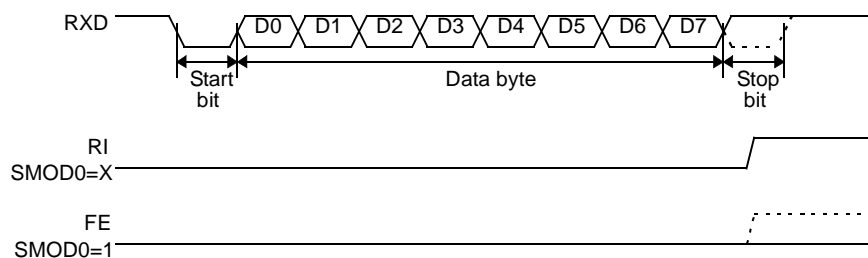 RXD
D0 D1 D2 D3 D4 D5 D6 D7
Start
bit
Data byte
Stop
bit
RI
SMOD0=X
FE
SMOD0=1